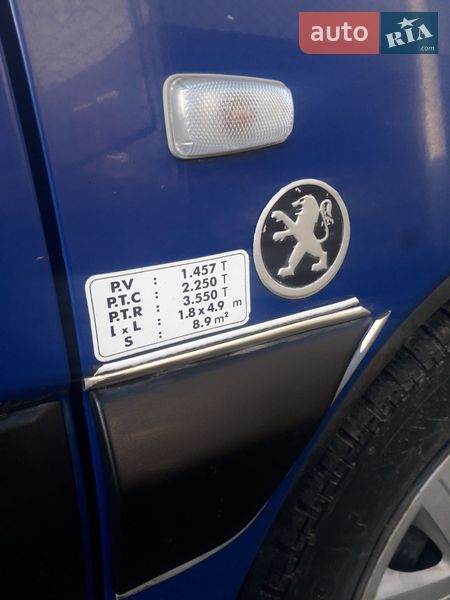 auto RIA
.com
P.V : 1.457 T
P.T.C : 2.250 T
P.T.R : 3.550 T
l x L : 1.8 x 4.9 m
S : 8.9 m²